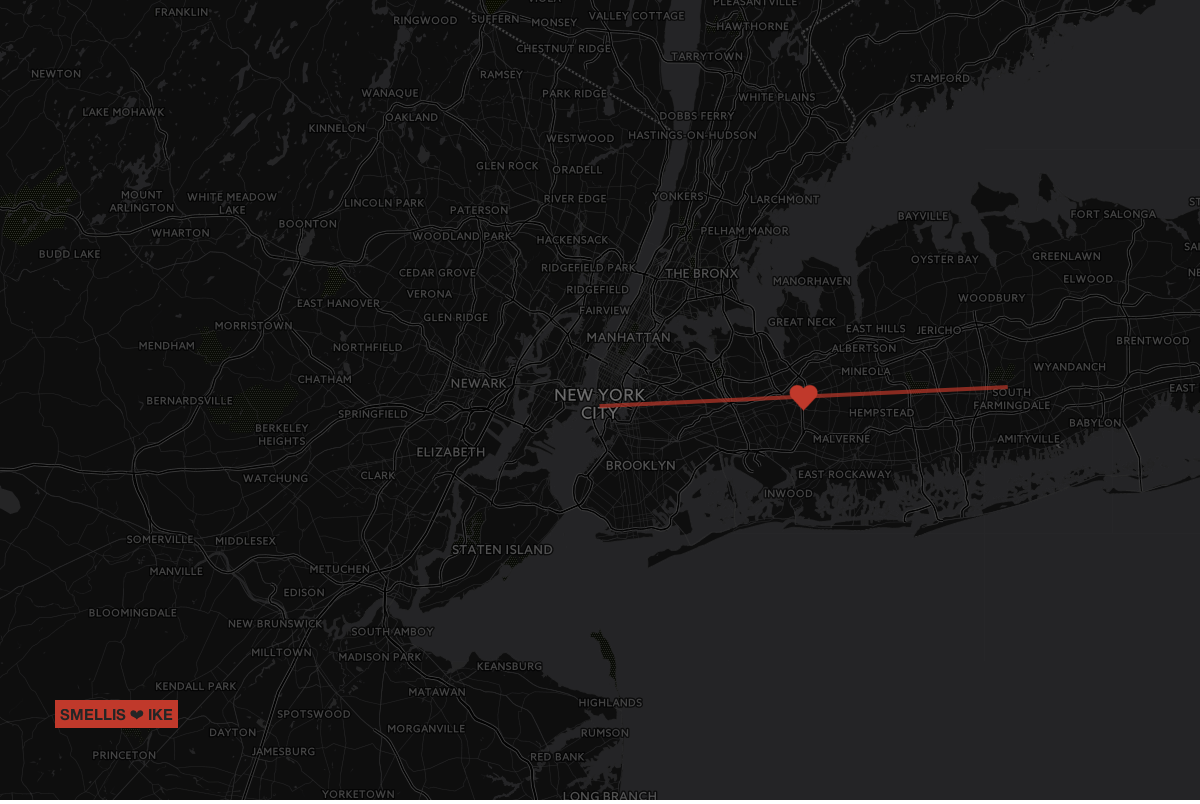 FRANKLIN
RINGWOOD
SUFFERN
MONSEY
VALLEY COTTAGE
PLEASANTVILLE
HAWTHORNE
CHESTNUT RIDGE
TARRYTOWN
NEWTON
RAMSEY
STAMFORD
WANAQUE
PARK RIDGE
WHITE PLAINS
LAKE MOHAWK
OAKLAND
DOBBS FERRY
KINNELON
WESTWOOD
HASTINGS-ON-HUDSON
GLEN ROCK
ORADELL
MOUNT
ARLINGTON
WHITE MEADOW
LAKE
LINCOLN PARK
RIVER EDGE
YONKERS
LARCHMONT
PATERSON
BAYVILLE
FORT SALONGA
BOONTON
WHARTON
WOODLAND PARK
HACKENSACK
PELHAM MANOR
BUDD LAKE
OYSTER BAY
GREENLAWN
CEDAR GROVE
RIDGEFIELD PARK
THE BRONX
MANORHAVEN
ELWOOD
VERONA
RIDGEFIELD
WOODBURY
EAST HANOVER
FAIRVIEW
GLEN RIDGE
GREAT NECK
MORRISTOWN
EAST HILLS
JERICHO
MANHATTAN
BRENTWOOD
MENDHAM
NORTHFIELD
ALBERTSON
WYANDANCH
MINEOLA
CHATHAM
NEWARK
EAST
BERNARDSVILLE
NEW YORK
CITY
SOUTH
FARMINGDALE
SPRINGFIELD
HEMPSTEAD
BABYLON
BERKELEY
HEIGHTS
MALVERNE
AMITYVILLE
ELIZABETH
BROOKLYN
WATCHUNG
CLARK
EAST ROCKAWAY
INWOOD
SOMERVILLE
MIDDLESEX
STATEN ISLAND
MANVILLE
METUCHEN
EDISON
BLOOMINGDALE
NEW BRUNSWICK
SOUTH AMBOY
MILLTOWN
MADISON PARK
KEANSBURG
KENDALL PARK
MATAWAN
HIGHLANDS
SMELLIS ❤ IKE
SPOTSWOOD
DAYTON
MORGANVILLE
RUMSON
PRINCETON
JAMESBURG
RED BANK
YORKETOWN
LONG BRANCH